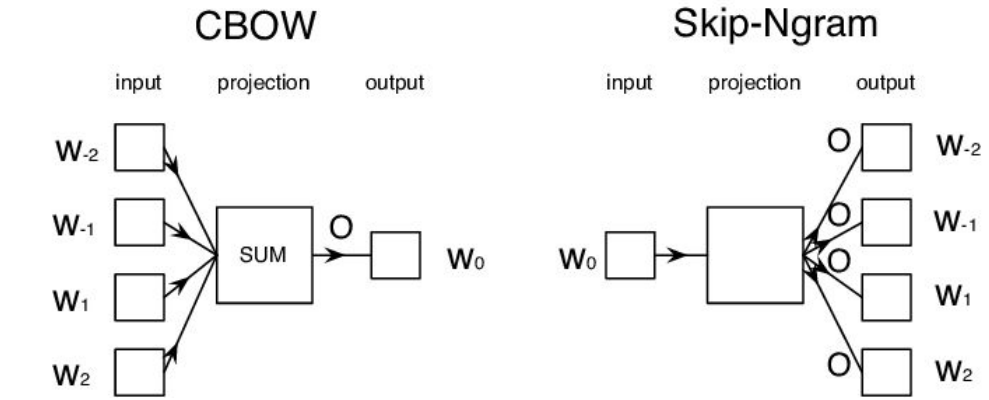 CBOW
Skip-Ngram
input projection output
input projection output
w-2
w-1
w1
w2
SUM
O
w0
w0
O
O
O
O
w-2
w-1
w1
w2